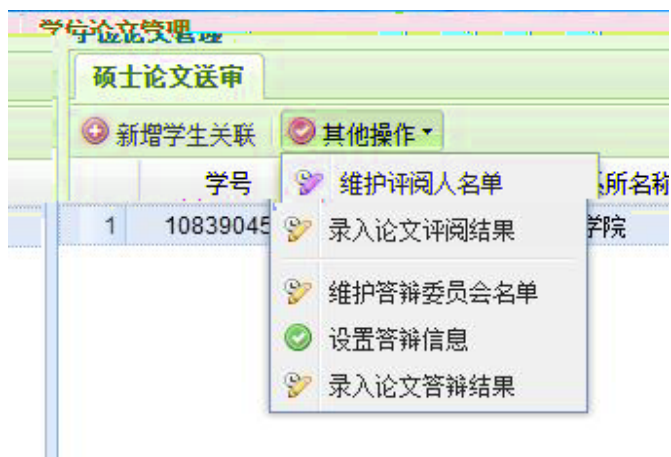 学位论文管理
硕士论文送审
新增学生关联 其他操作
学号 维护评阅人名单 所名称
1 10839045 录入论文评阅结果 学院
维护答辩委员会名单
设置答辩信息
录入论文答辩结果